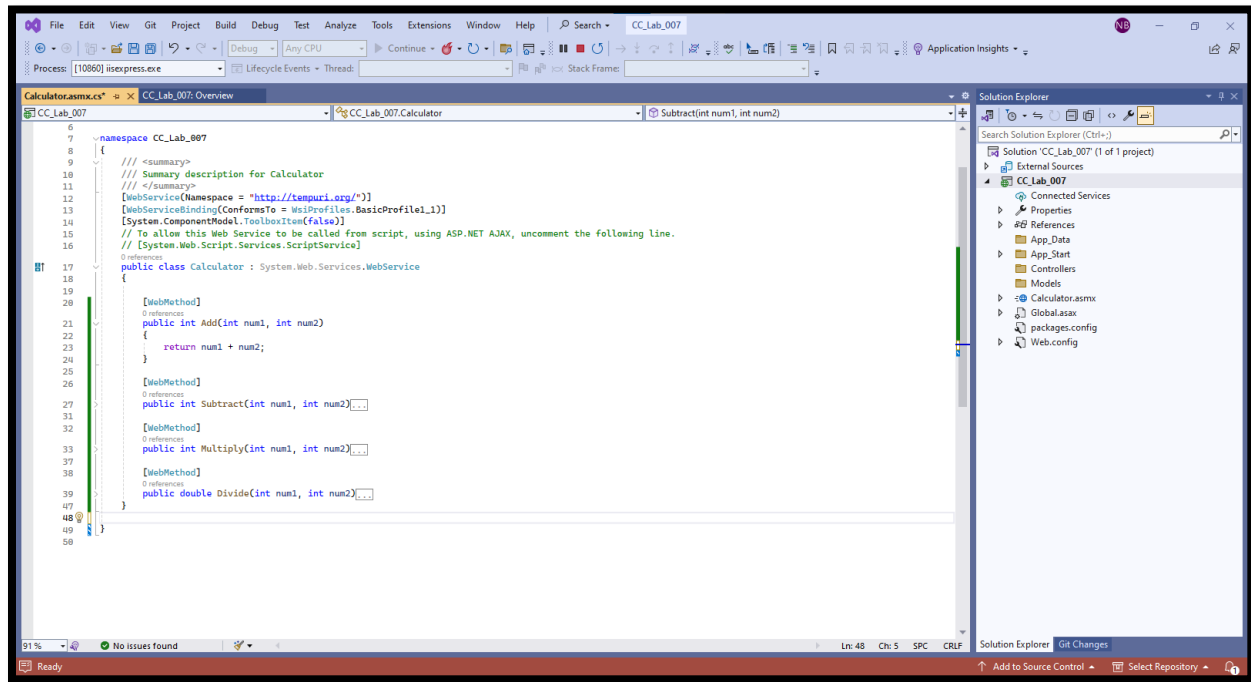 File Edit View Git Project Build Debug Test Analyze Tools Extensions Window Help Search CC_Lab_007 NB
Debug Any CPU Continue Application Insights
Process: [10860] iisexpress.exe Lifecycle Events Thread: Stack Frame:
Calculator.asmx.cs* CC_Lab_007: Overview
CC_Lab_007 CC_Lab_007.Calculator Subtract(int num1, int num2)
6
7 namespace CC_Lab_007
8 {
9 /// <summary>
10 /// Summary description for Calculator
11 /// </summary>
12 [WebService(Namespace = "http://tempuri.org/")]
13 [WebServiceBinding(ConformsTo = WsiProfiles.BasicProfile1_1)]
14 [System.ComponentModel.ToolboxItem(false)]
15 // To allow this Web Service to be called from script, using ASP.NET AJAX, uncomment the following line.
16 // [System.Web.Script.Services.ScriptService]
0 references
17 public class Calculator : System.Web.Services.WebService
18 {
19
20 [WebMethod]
0 references
21 public int Add(int num1, int num2)
22 {
23 return num1 + num2;
24 }
25
26 [WebMethod]
0 references
27 public int Subtract(int num1, int num2)...
31
32 [WebMethod]
0 references
33 public int Multiply(int num1, int num2)...
37
38 [WebMethod]
0 references
39 public double Divide(int num1, int num2)...
47 }
48
49 }
50
91 % No issues found Ln: 48 Ch: 5 SPC CRLF
Solution Explorer
Search Solution Explorer (Ctrl+;)
Solution 'CC_Lab_007' (1 of 1 project)
External Sources
CC_Lab_007
Connected Services
Properties
References
App_Data
App_Start
Controllers
Models
Calculator.asmx
Global.asax
packages.config
Web.config
Solution Explorer Git Changes
Ready Add to Source Control Select Repository 1